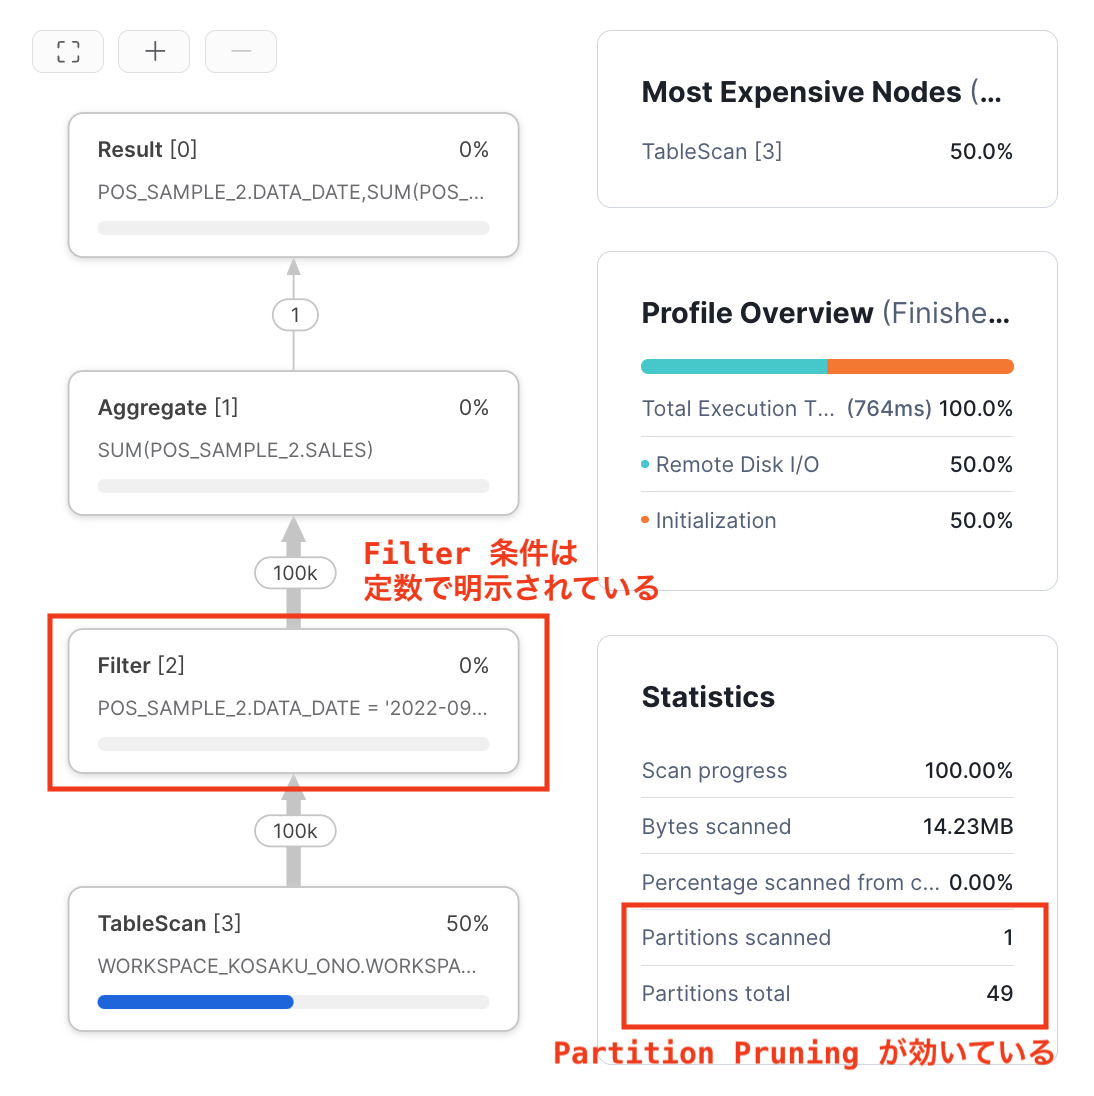 Result [0] 0%
POS_SAMPLE_2.DATA_DATE,SUM(POS_...
1
Aggregate [1] 0%
SUM(POS_SAMPLE_2.SALES)
100k
Filter 条件は
定数で明示されている
Filter [2] 0%
POS_SAMPLE_2.DATA_DATE = '2022-09...
100k
TableScan [3] 50%
WORKSPACE_KOSAKU_ONO.WORKSPA...
Most Expensive Nodes (...
TableScan [3] 50.0%
Profile Overview (Finishe...
Total Execution T... (764ms) 100.0%
Remote Disk I/O 50.0%
Initialization 50.0%
Statistics
Scan progress 100.00%
Bytes scanned 14.23MB
Percentage scanned from c... 0.00%
Partitions scanned 1
Partitions total 49
Partition Pruning が効いている